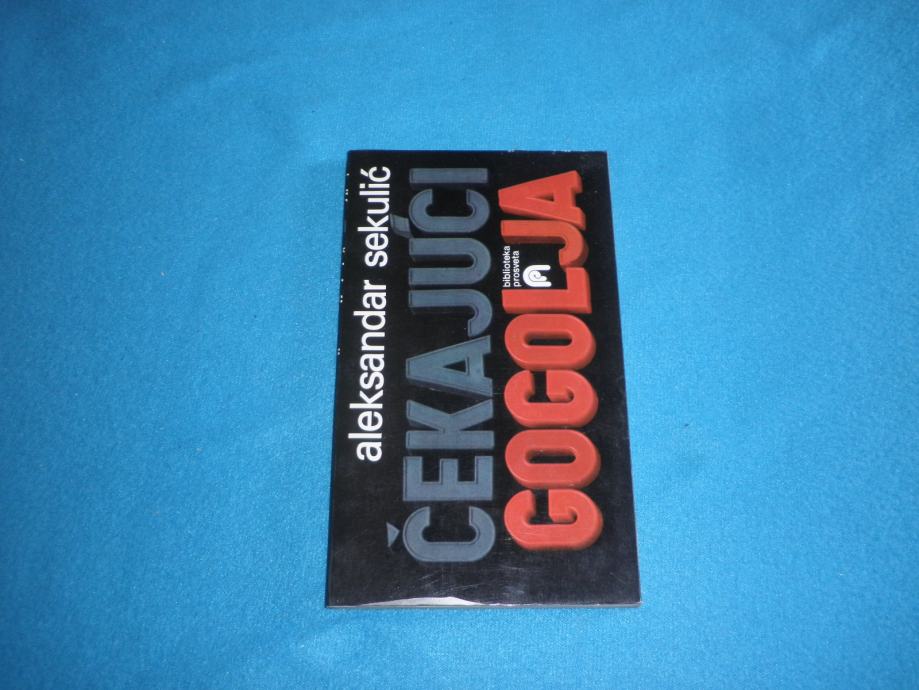 aleksandar sekulić
ČEKAJUĆI
GOGOLJA
biblioteka
prosveta